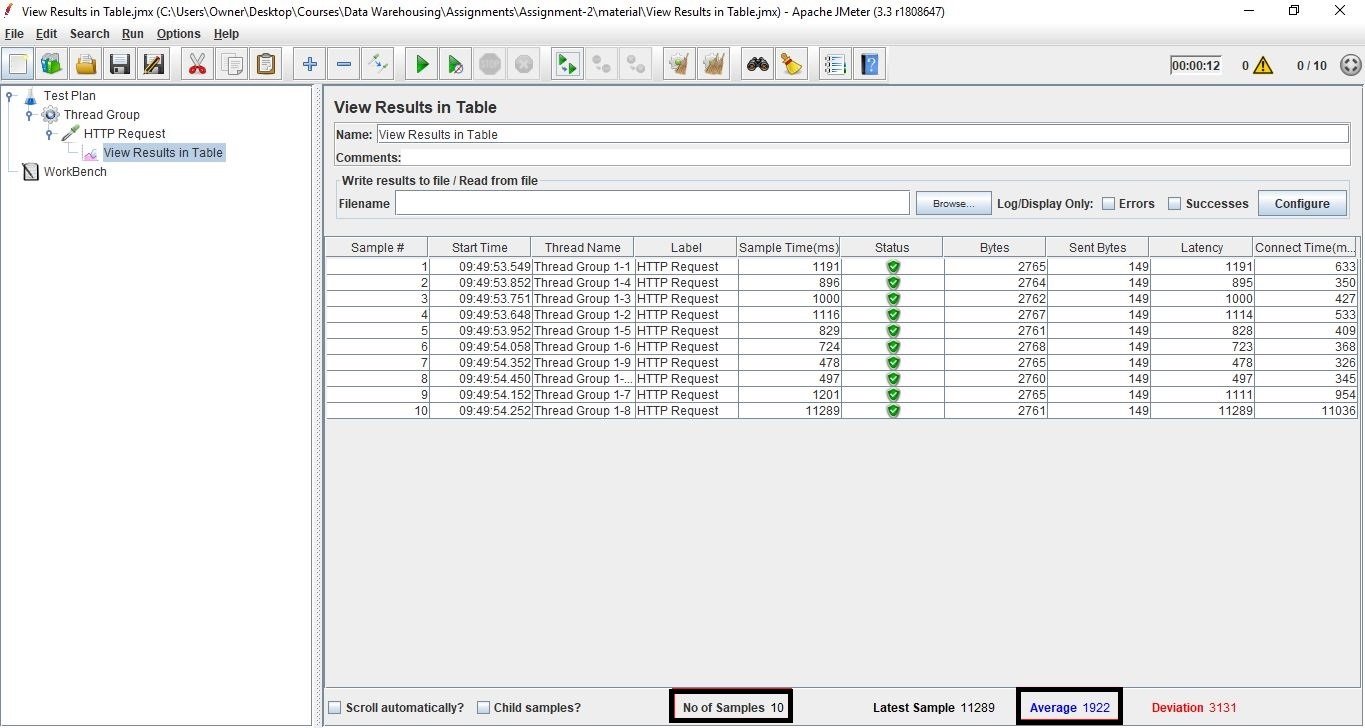 View Results in Table.jmx (C:\Users\Owner\Desktop\Courses\Data Warehousing\Assignments\Assignment-2\material\View Results in Table.jmx) - Apache JMeter (3.3 r1808647)
File Edit Search Run Options Help
STOP 00:00:12 0 0 / 10
Test Plan
Thread Group
HTTP Request
View Results in Table
WorkBench
View Results in Table
Name: View Results in Table
Comments:
Write results to file / Read from file
Filename Browse... Log/Display Only: Errors Successes Configure
Sample # Start Time Thread Name Label Sample Time(ms) Status Bytes Sent Bytes Latency Connect Time(m...
1 09:49:53.549 Thread Group 1-1 HTTP Request 1191 2765 149 1191 633
2 09:49:53.852 Thread Group 1-4 HTTP Request 896 2764 149 895 350
3 09:49:53.751 Thread Group 1-3 HTTP Request 1000 2762 149 1000 427
4 09:49:53.648 Thread Group 1-2 HTTP Request 1116 2767 149 1114 533
5 09:49:53.952 Thread Group 1-5 HTTP Request 829 2761 149 828 409
6 09:49:54.058 Thread Group 1-6 HTTP Request 724 2768 149 723 368
7 09:49:54.352 Thread Group 1-9 HTTP Request 478 2765 149 478 326
8 09:49:54.450 Thread Group 1-... HTTP Request 497 2760 149 497 345
9 09:49:54.152 Thread Group 1-7 HTTP Request 1201 2765 149 1111 954
10 09:49:54.252 Thread Group 1-8 HTTP Request 11289 2761 149 11289 11036
Scroll automatically? Child samples? No of Samples 10 Latest Sample 11289 Average 1922 Deviation 3131